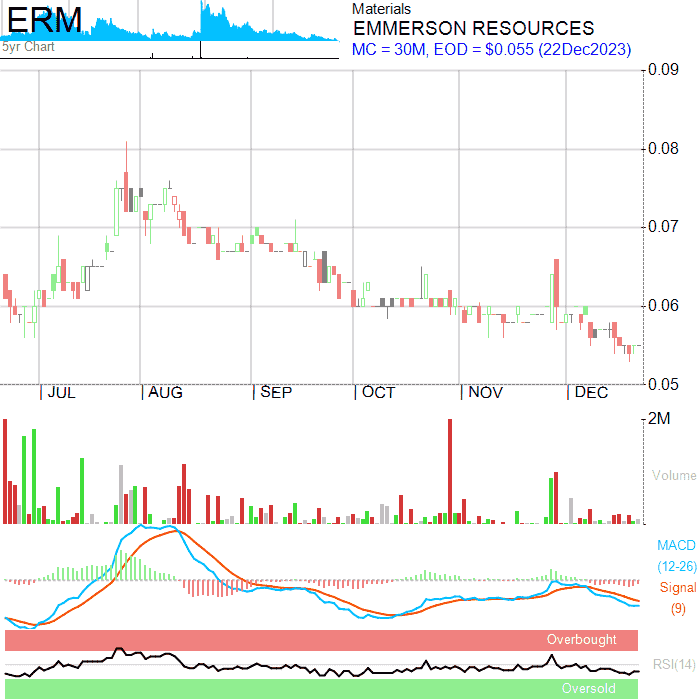 ERM
5yr Chart
Materials
EMMERSON RESOURCES
MC = 30M, EOD = $0.055 (22Dec2023)
0.09
0.08
0.07
0.06
0.05
JUL
AUG
SEP
OCT
NOV
DEC
2M
Volume
MACD
(12-26)
Signal
(9)
Overbought
RSI(14)
Oversold